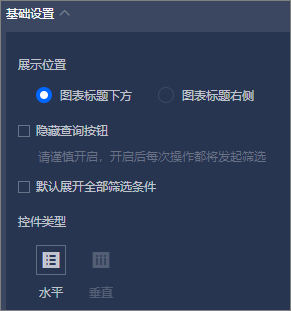 基础设置
展示位置
图表标题下方 图表标题右侧
隐藏查询按钮
请谨慎开启，开启后每次操作都将发起筛选
默认展开全部筛选条件
控件类型
水平 垂直